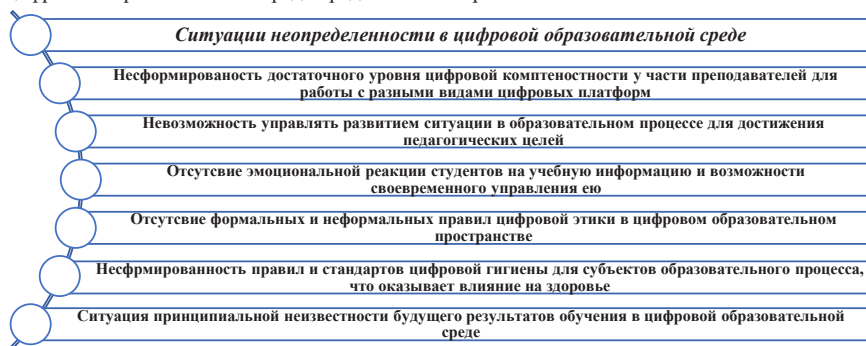 Ситуации неопределенности в цифровой образовательной среде
Несформированость достаточного уровня цифровой комптеностности у части преподавателей для
работы с разными видами цифровых платформ
Невозможность управлять развитием ситуации в образовательном процессе для достижения
педагогических целей
Отсутсвие эмоциональной реакции студентов на учебную информацию и возможности
своевременного управления ею
Отсутсвие формальных и неформальных правил цифровой этики в цифровом образовательном
пространстве
Несфрмированность правил и стандартов цифровой гигиены для субъектов образовательного процесса,
что оказывает влияние на здоровье
Ситуация принципиальной неизвестности будущего результатов обучения в цифровой образовательной
среде